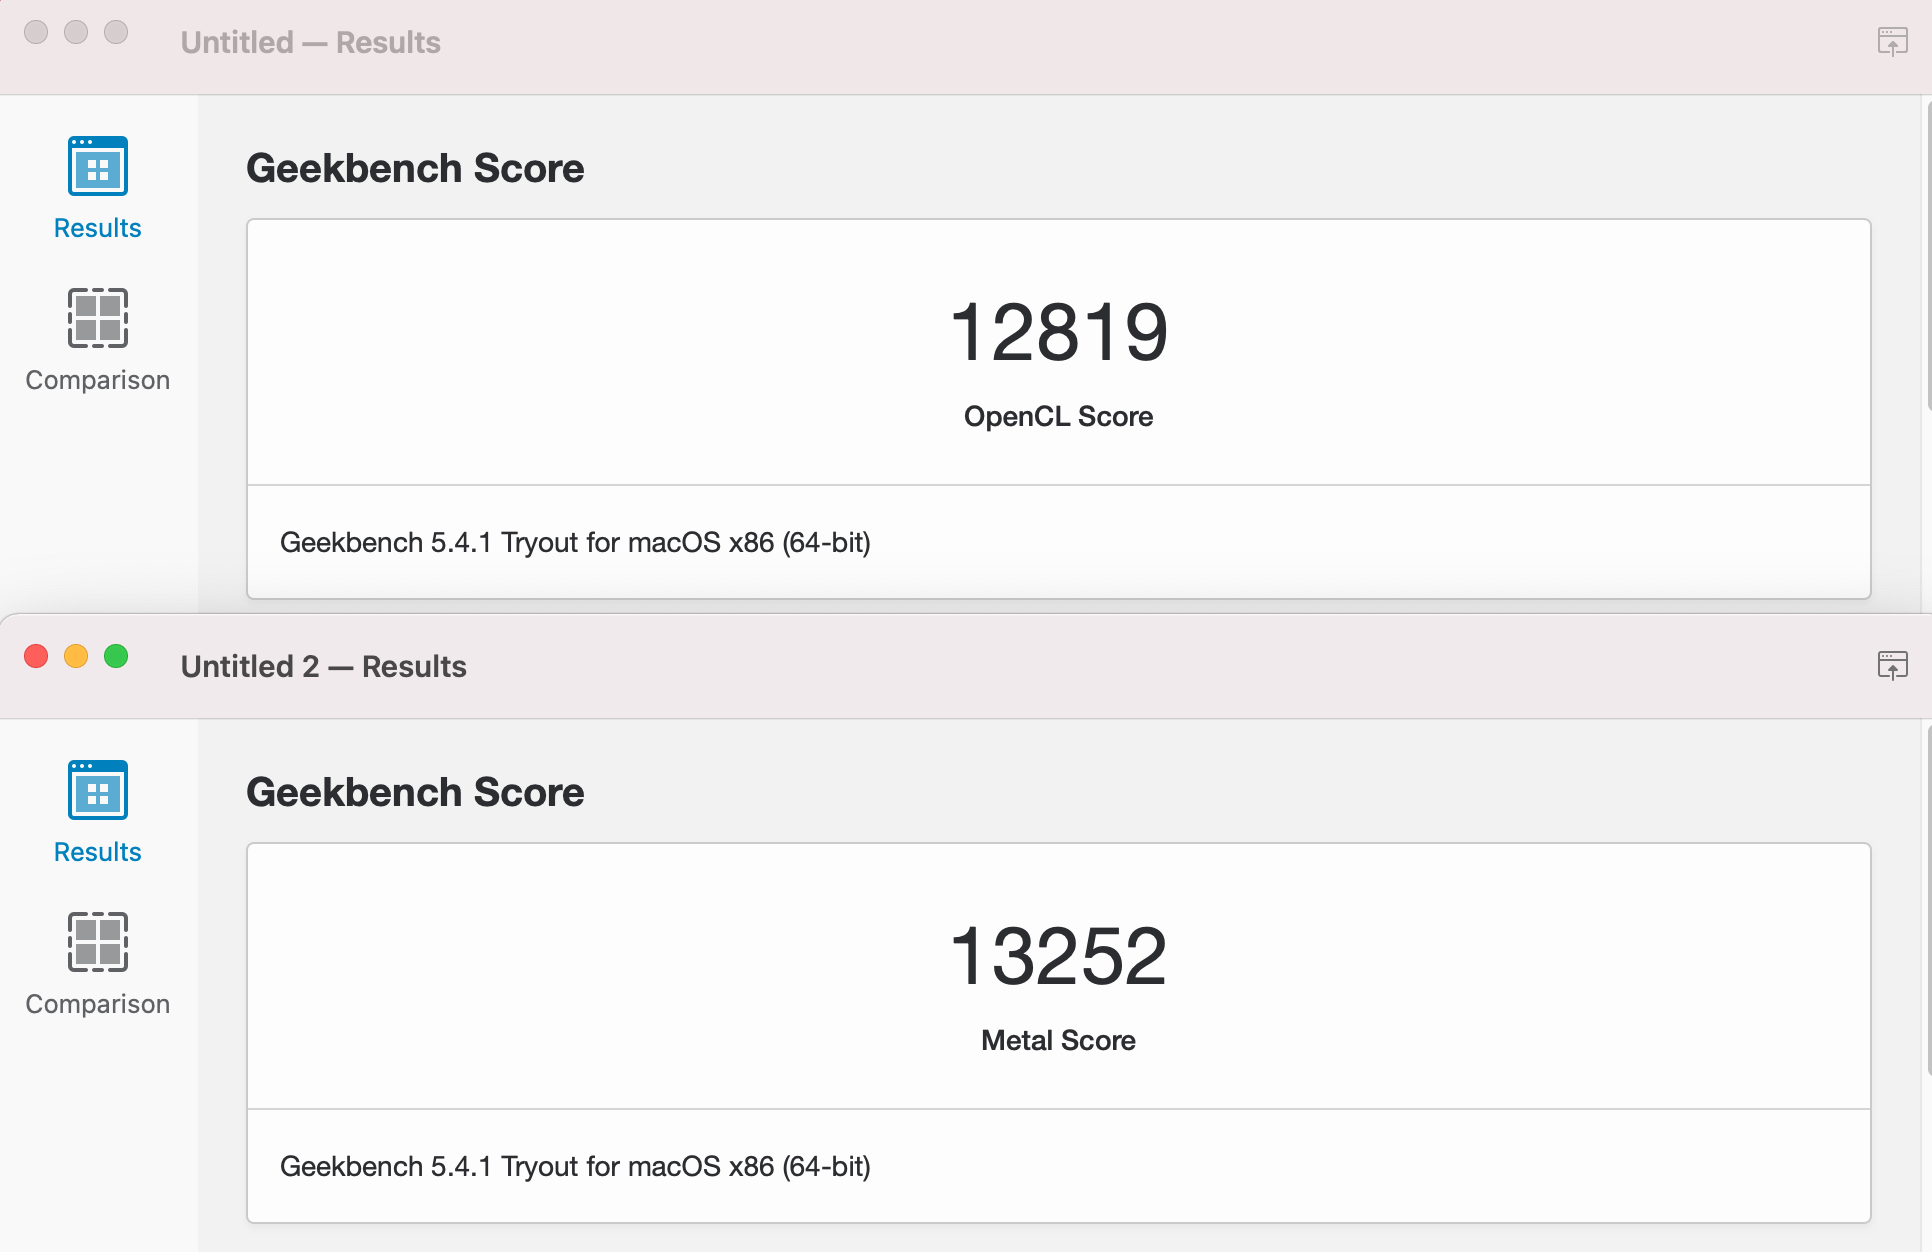 Untitled — Results
Results
Comparison
Geekbench Score
12819
OpenCL Score
Geekbench 5.4.1 Tryout for macOS x86 (64-bit)
Untitled 2 — Results
Results
Comparison
Geekbench Score
13252
Metal Score
Geekbench 5.4.1 Tryout for macOS x86 (64-bit)